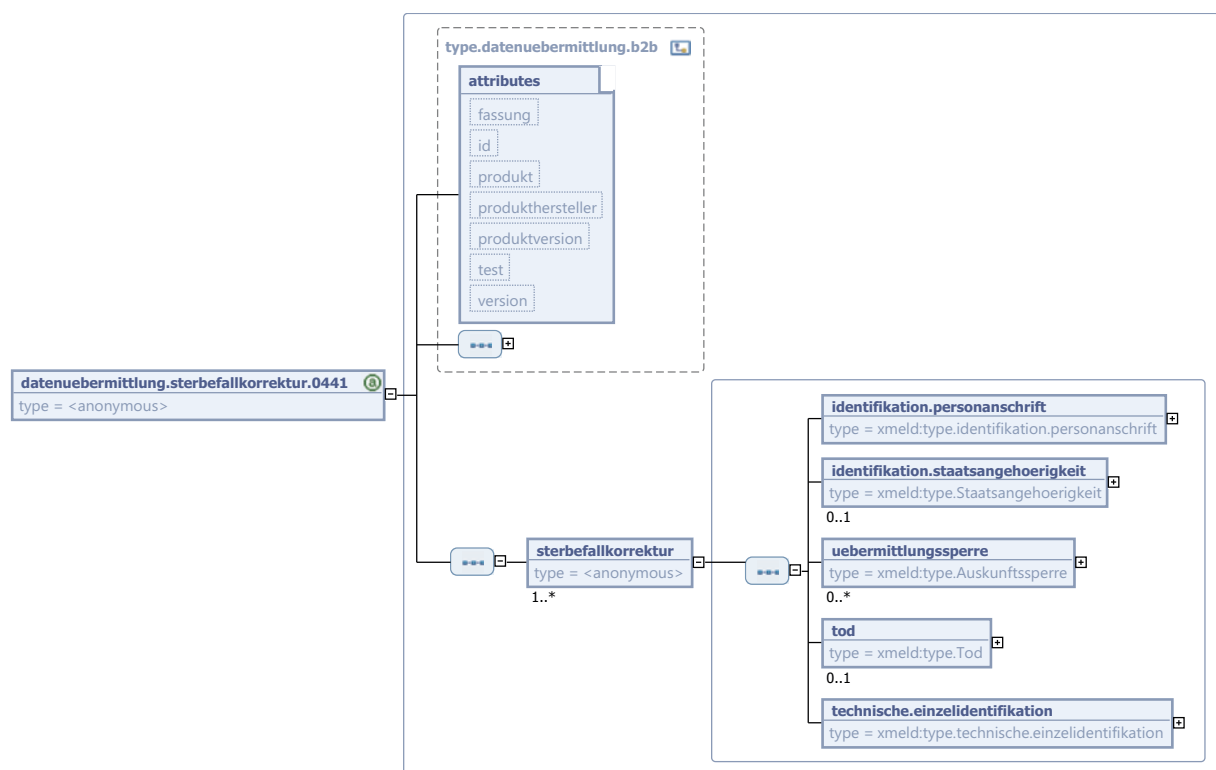 type.datenuebermittlung.b2b
attributes
fassung
id
produkt
produkthersteller
produktversion
test
version
datenuebermittlung.sterbefallkorrektur.0441
type = <anonymous>
sterbefallkorrektur
type = <anonymous>
1..*
identifikation.personanschrift
type = xmeld:type.identifikation.personanschrift
identifikation.staatsangehoerigkeit
type = xmeld:type.Staatsangehoerigkeit
0..1
uebermittlungssperre
type = xmeld:type.Auskunftssperre
0..*
tod
type = xmeld:type.Tod
0..1
technische.einzelidentifikation
type = xmeld:type.technische.einzelidentifikation